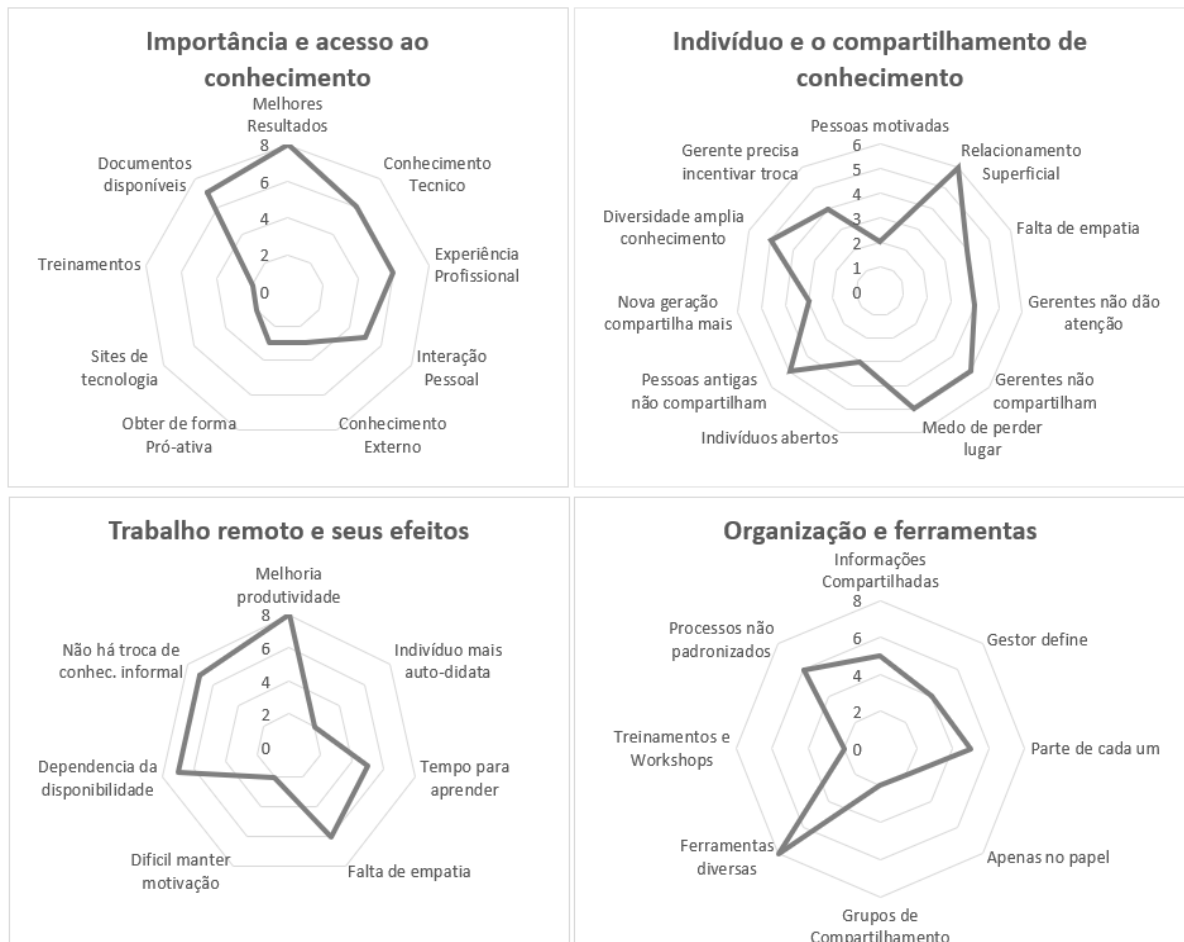 Importância e acesso ao
conhecimento
Melhores
Resultados
8
6
4
2
0
Conhecimento
Tecnico
Experiência
Profissional
Interação
Pessoal
Conhecimento
Externo
Obter de forma
Pró-ativa
Sites de
tecnologia
Treinamentos
Documentos
disponíveis
Indivíduo e o compartilhamento de
conhecimento
Pessoas motivadas
6
5
4
3
2
1
0
Relacionamento
Superficial
Falta de empatia
Gerentes não dão
atenção
Gerentes não
compartilham
Medo de perder
lugar
Indivíduos abertos
Pessoas antigas
não compartilham
Nova geração
compartilha mais
Diversidade amplia
conhecimento
Gerente precisa
incentivar troca
Trabalho remoto e seus efeitos
Melhoria
produtividade
8
6
4
2
0
Indivíduo mais
auto-didata
Tempo para
aprender
Falta de empatia
Dificil manter
motivação
Dependencia da
disponibilidade
Não há troca de
conhec. informal
Organização e ferramentas
Informações
Compartilhadas
8
6
4
2
0
Gestor define
Parte de cada um
Apenas no papel
Grupos de
Compartilhamento
Ferramentas
diversas
Treinamentos e
Workshops
Processos não
padronizados